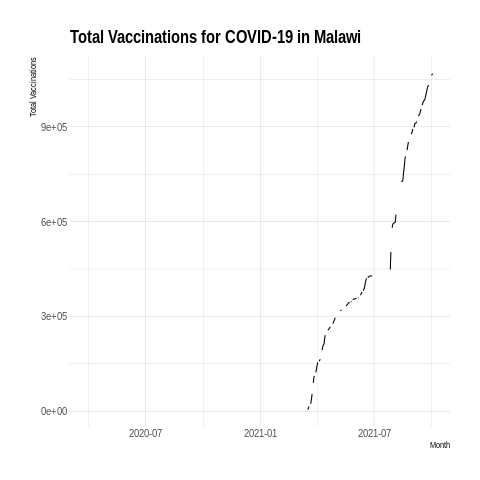 Total Vaccinations for COVID-19 in Malawi
Total Vaccinations
9e+05
6e+05
3e+05
0e+00
2020-07
2021-01
2021-07
Month